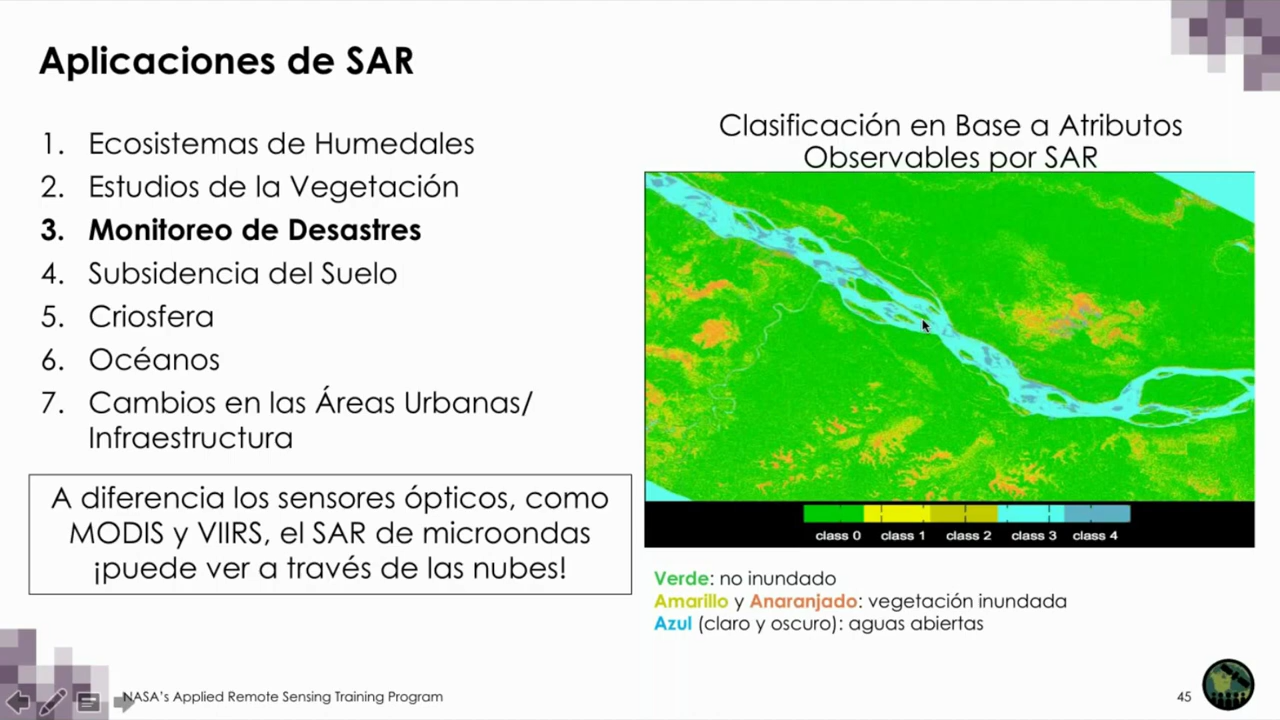 Aplicaciones de SAR
1. Ecosistemas de Humedales
2. Estudios de la Vegetación
3. Monitoreo de Desastres
4. Subsidencia del Suelo
5. Criosfera
6. Océanos
7. Cambios en las Áreas Urbanas/
Infraestructura
A diferencia los sensores ópticos, como
MODIS y VIIRS, el SAR de microondas
¡puede ver a través de las nubes!
Clasificación en Base a Atributos
Observables por SAR
class 0 class 1 class 2 class 3 class 4
Verde: no inundado
Amarillo y Anaranjado: vegetación inundada
Azul (claro y oscuro): aguas abiertas
NASA's Applied Remote Sensing Training Program
45